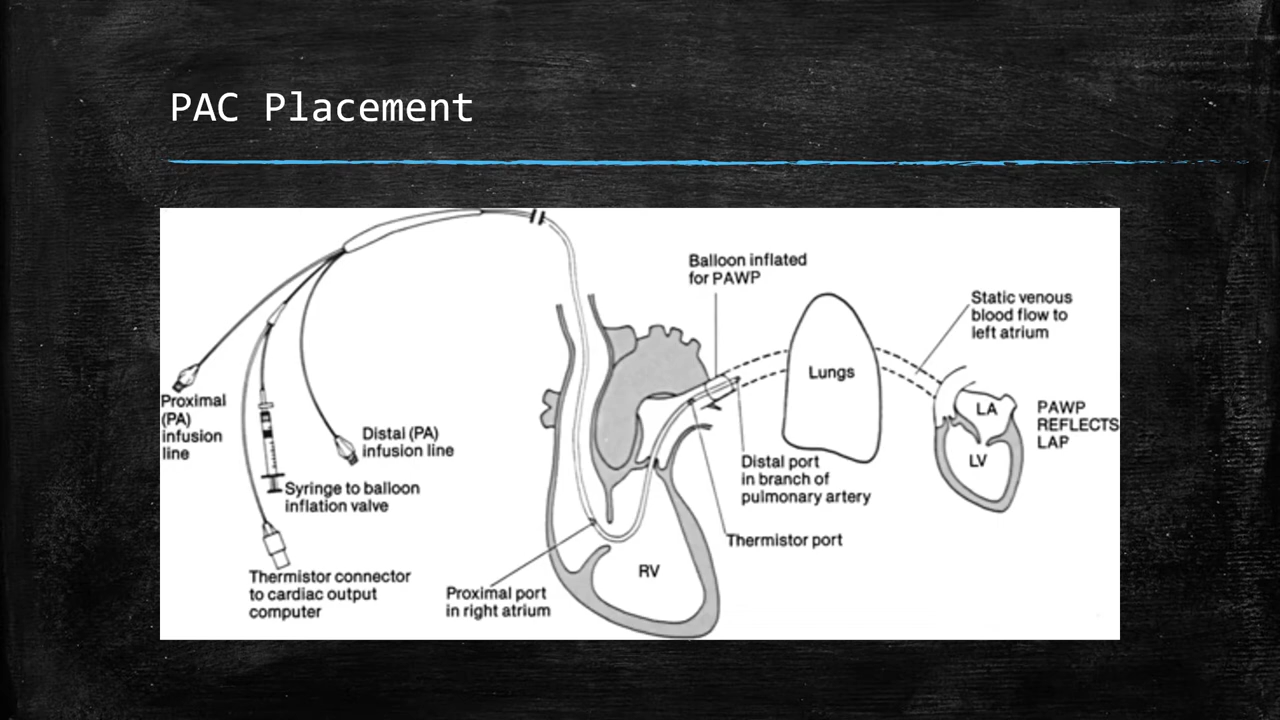 PAC Placement
Balloon inflated
for PAWP
Static venous
blood flow to
left atrium
Lungs
Proximal
(PA)
infusion
line
Distal (PA)
infusion line
LA
LV
PAWP
REFLECTS
LAP
Syringe to balloon
inflation valve
Distal port
in branch of
pulmonary artery
Thermistor port
Thermistor connector
to cardiac output
computer
Proximal port
in right atrium
RV